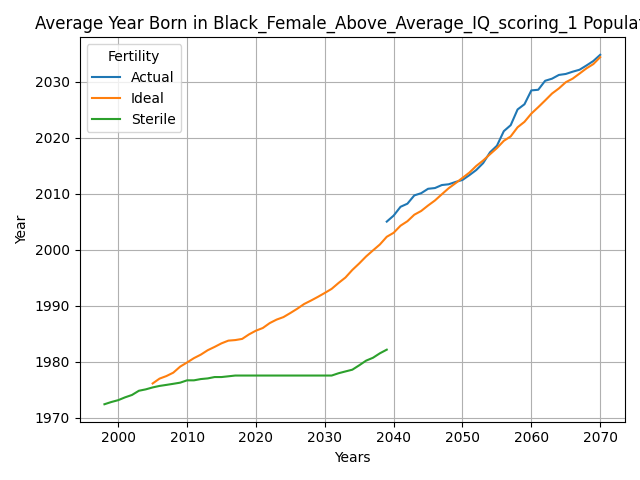 Average Year Born in Black_Female_Above_Average_IQ_scoring_1 Populat
Fertility
Actual
Ideal
Sterile
Year
2030
2020
2010
2000
1990
1980
1970
2000 2010 2020 2030 2040 2050 2060 2070
Years